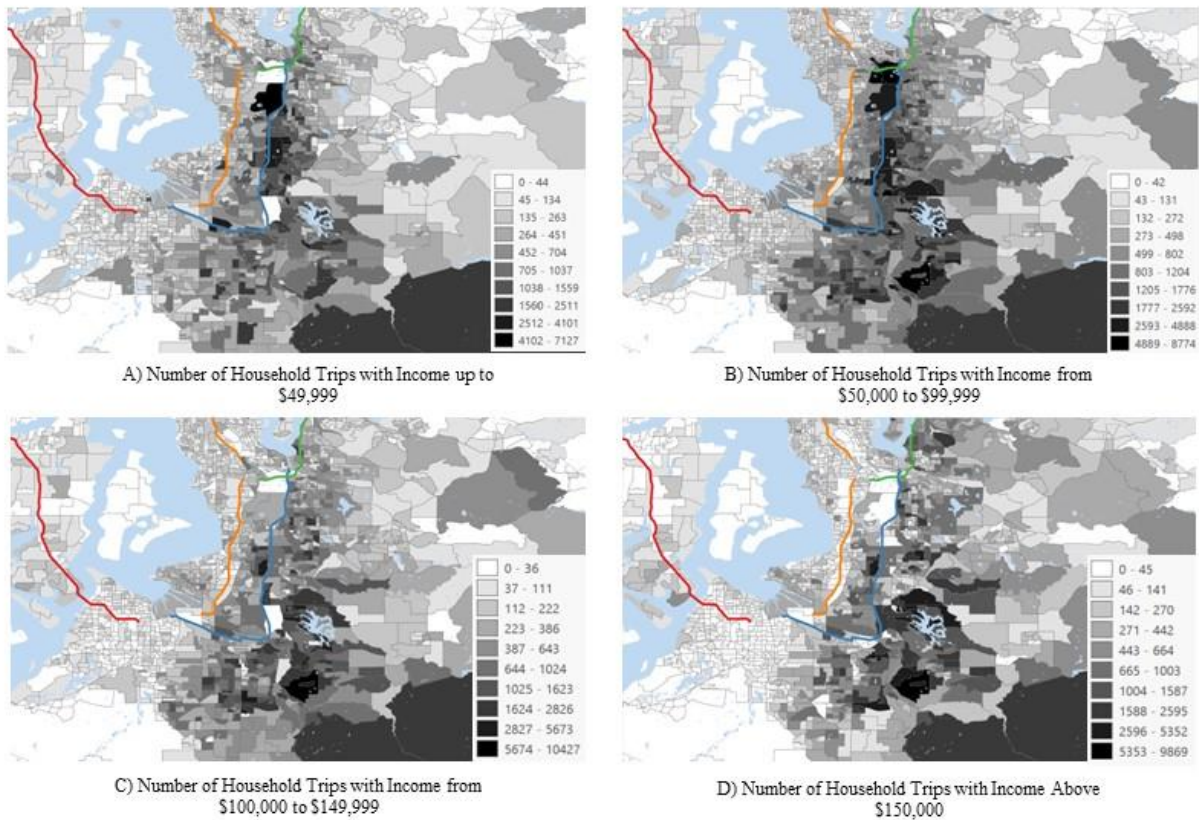 0 - 44
45 - 134
135 - 263
264 - 451
452 - 704
705 - 1037
1038 - 1559
1560 - 2511
2512 - 4101
4102 - 7127
A) Number of Household Trips with Income up to
$49,999
0 - 42
43 - 131
132 - 272
273 - 498
499 - 802
803 - 1204
1205 - 1776
1777 - 2592
2593 - 4888
4889 - 8774
B) Number of Household Trips with Income from
$50,000 to $99,999
0 - 36
37 - 111
112 - 222
223 - 386
387 - 643
644 - 1024
1025 - 1623
1624 - 2826
2827 - 5673
5674 - 10427
C) Number of Household Trips with Income from
$100,000 to $149,999
0 - 45
46 - 141
142 - 270
271 - 442
443 - 664
665 - 1003
1004 - 1587
1588 - 2595
2596 - 5352
5353 - 9869
D) Number of Household Trips with Income Above
$150,000